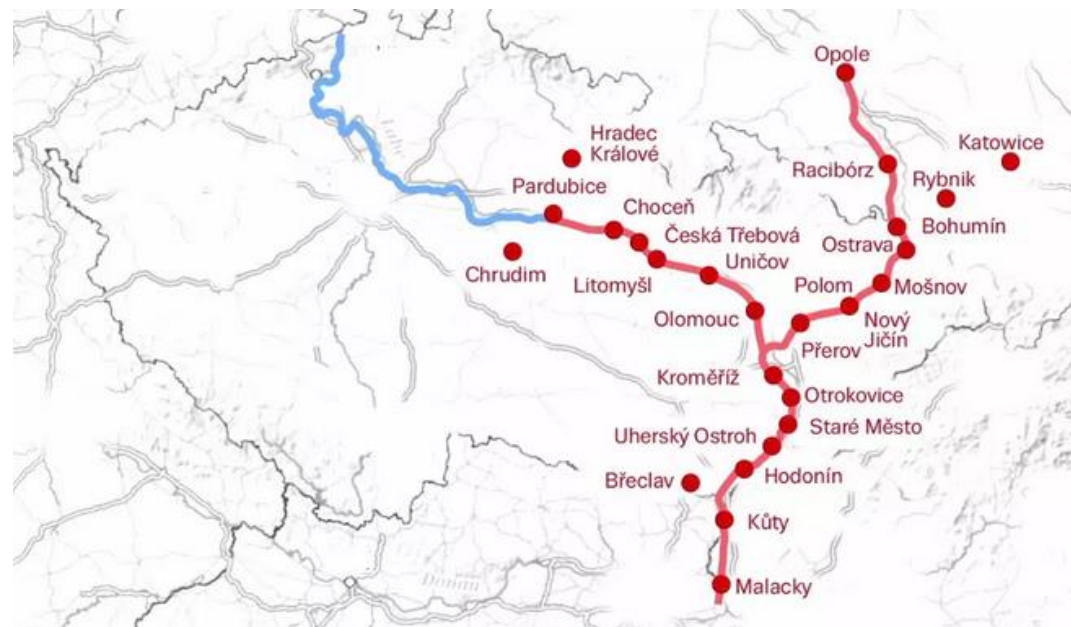 Opole
Hradec
Králové
Katowice
Racibórz
Rybnik
Pardubice
Choceň
Bohumín
Česká Třebová
Ostrava
Chrudim
Litomyšl
Uničov
Polom
Mošnov
Olomouc
Nový
Jičín
Přerov
Kroměříž
Otrokovice
Staré Město
Uherský Ostroh
Břeclav
Hodonín
Kůty
Malacky